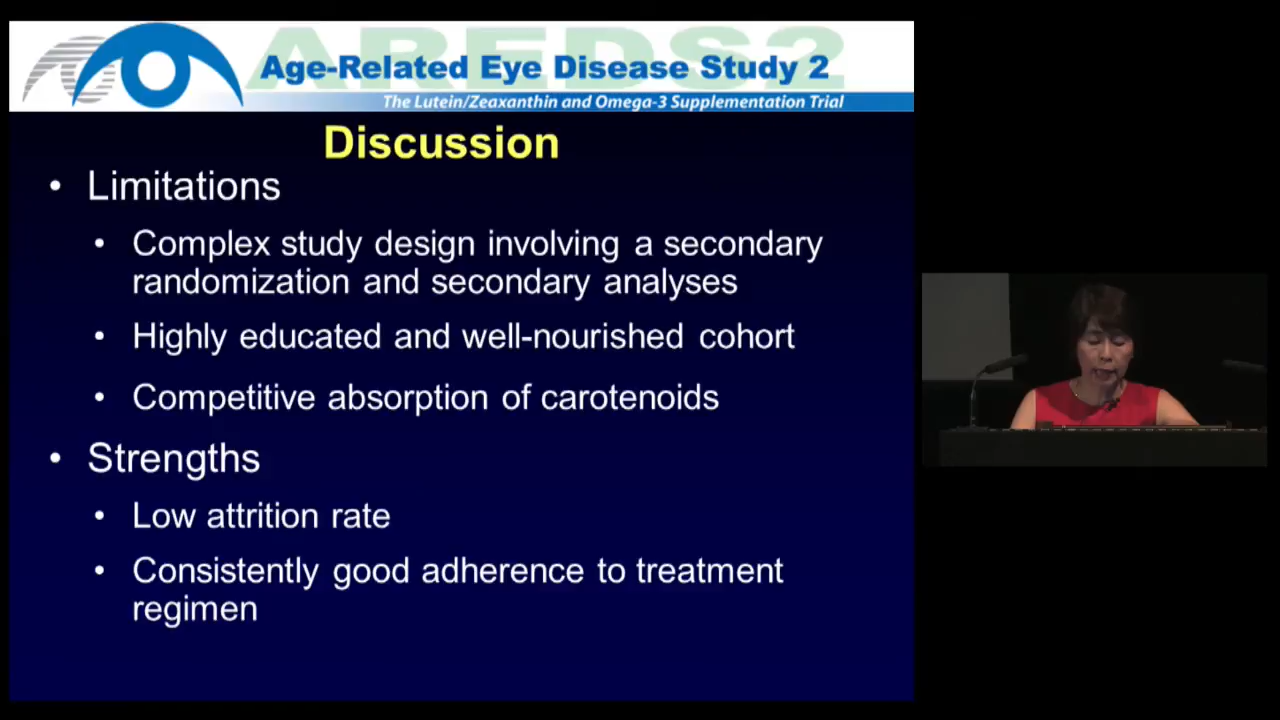 AREDS2
Age-Related Eye Disease Study 2
The Lutein/Zeaxanthin and Omega-3 Supplementation Trial
Discussion
• Limitations
• Complex study design involving a secondary
randomization and secondary analyses
• Highly educated and well-nourished cohort
• Competitive absorption of carotenoids
• Strengths
• Low attrition rate
• Consistently good adherence to treatment
regimen